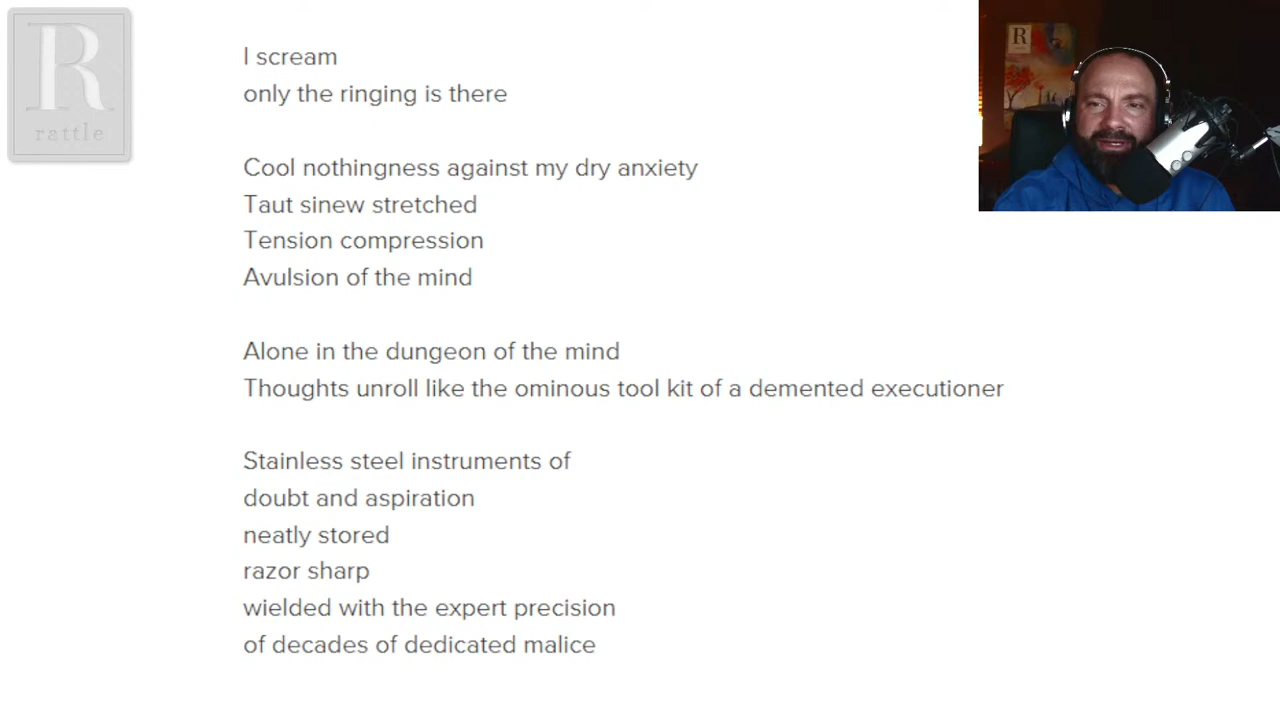 R
rattle
I scream
only the ringing is there
Cool nothingness against my dry anxiety
Taut sinew stretched
Tension compression
Avulsion of the mind
Alone in the dungeon of the mind
Thoughts unroll like the ominous tool kit of a demented executioner
Stainless steel instruments of
doubt and aspiration
neatly stored
razor sharp
wielded with the expert precision
of decades of dedicated malice
R